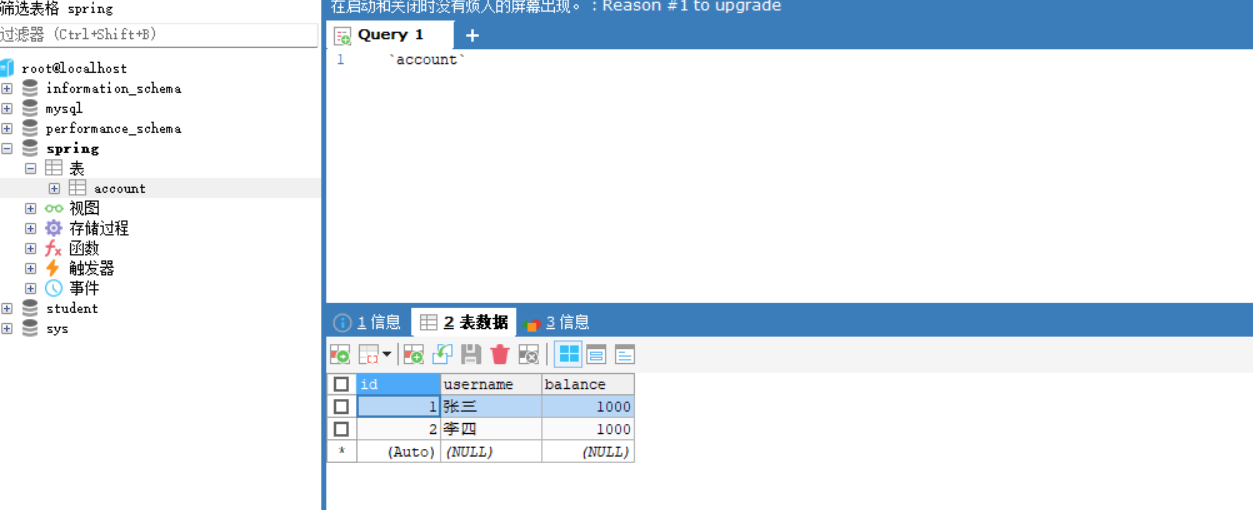 筛选表格 spring
过滤器 (Ctrl+Shift+B)
root@localhost
information_schema
mysql
performance_schema
spring
表
account
视图
存储过程
函数
触发器
事件
student
sys
在启动和关闭时没有烦人的屏幕出现。 : Reason #1 to upgrade
Query 1
1 `account`
1 信息 2 表数据 3 信息
id username balance
1 张三 1000
2 李四 1000
* (Auto) (NULL) (NULL)